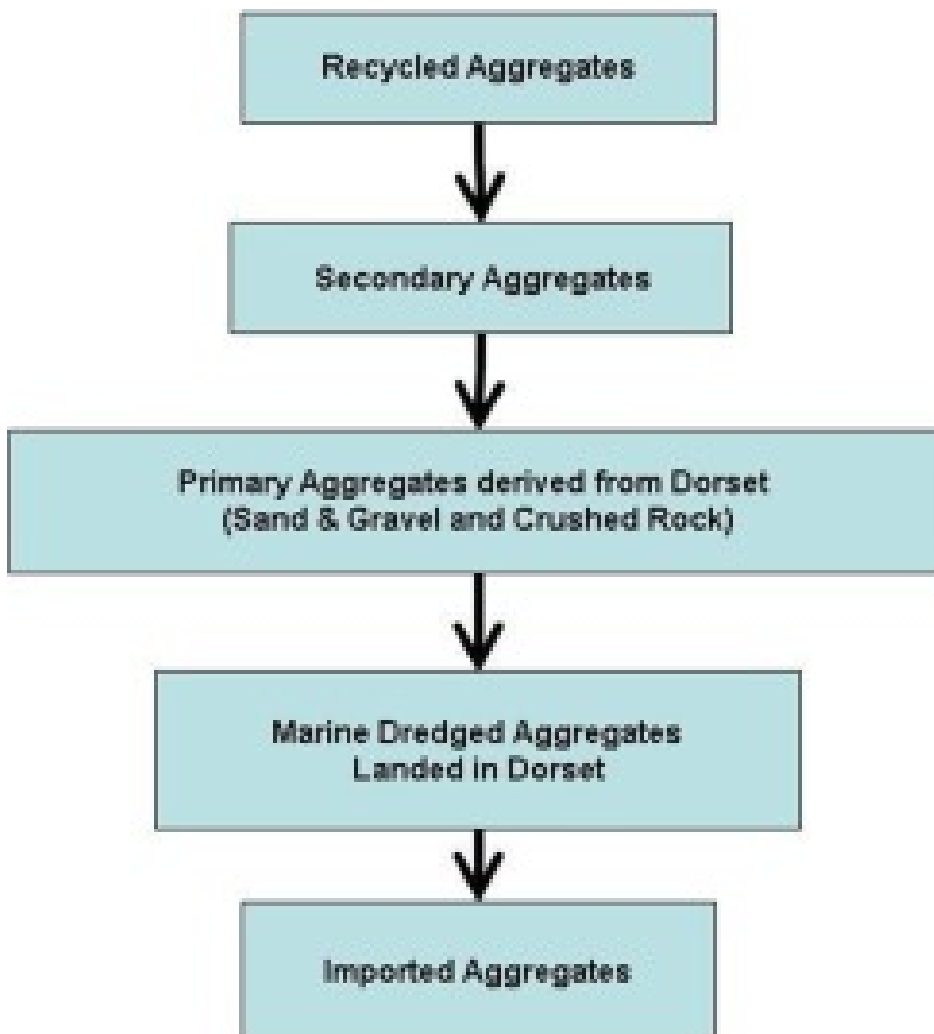 Recycled Aggregates
Secondary Aggregates
Primary Aggregates derived from Dorset
(Sand & Gravel and Crushed Rock)
Marine Dredged Aggregates
Landed in Dorset
Imported Aggregates